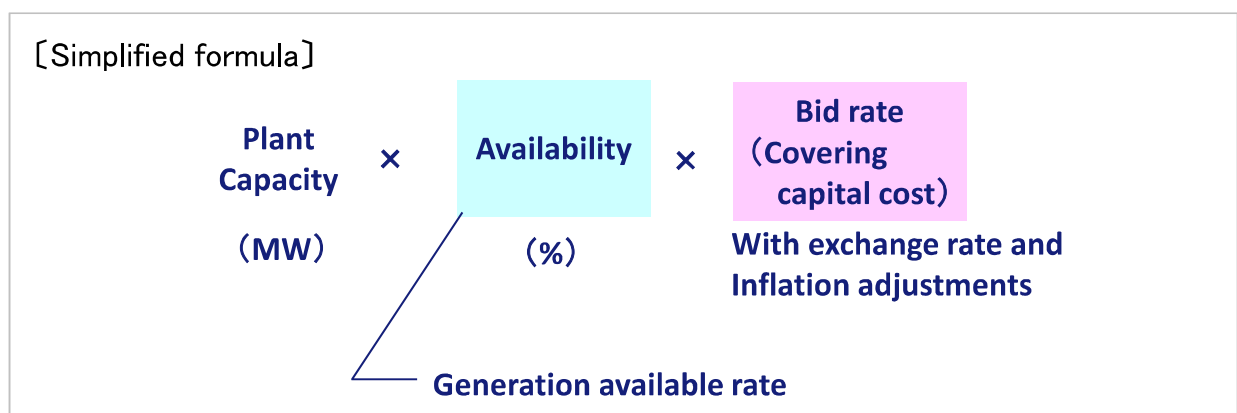 〔Simplified formula〕
Plant
Capacity
(MW)
×
Availability
(%)
×
Bid rate
(Covering
capital cost)
With exchange rate and
Inflation adjustments
Generation available rate